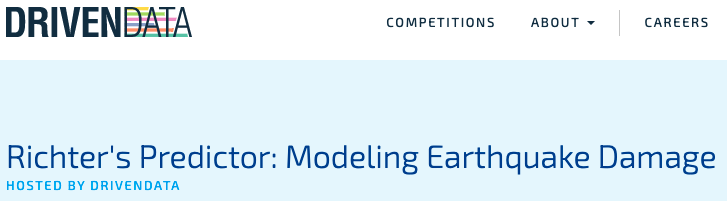 DRIVENDATA
COMPETITIONS ABOUT CAREERS
Richter's Predictor: Modeling Earthquake Damage
HOSTED BY DRIVENDATA